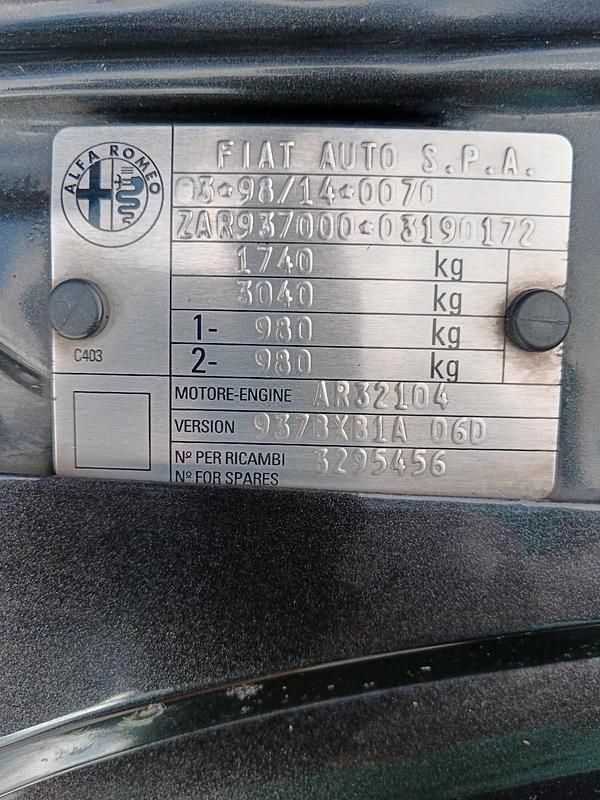 ALFA ROMEO
FIAT AUTO S.P.A.
e3*98/14*0070
ZAR937000*03190172
1740 kg
3040 kg
1- 980 kg
2- 980 kg
C403
MOTORE-ENGINE AR32104
VERSION 937BXB1A 06D
Nº PER RICAMBI 3295456
Nº FOR SPARES